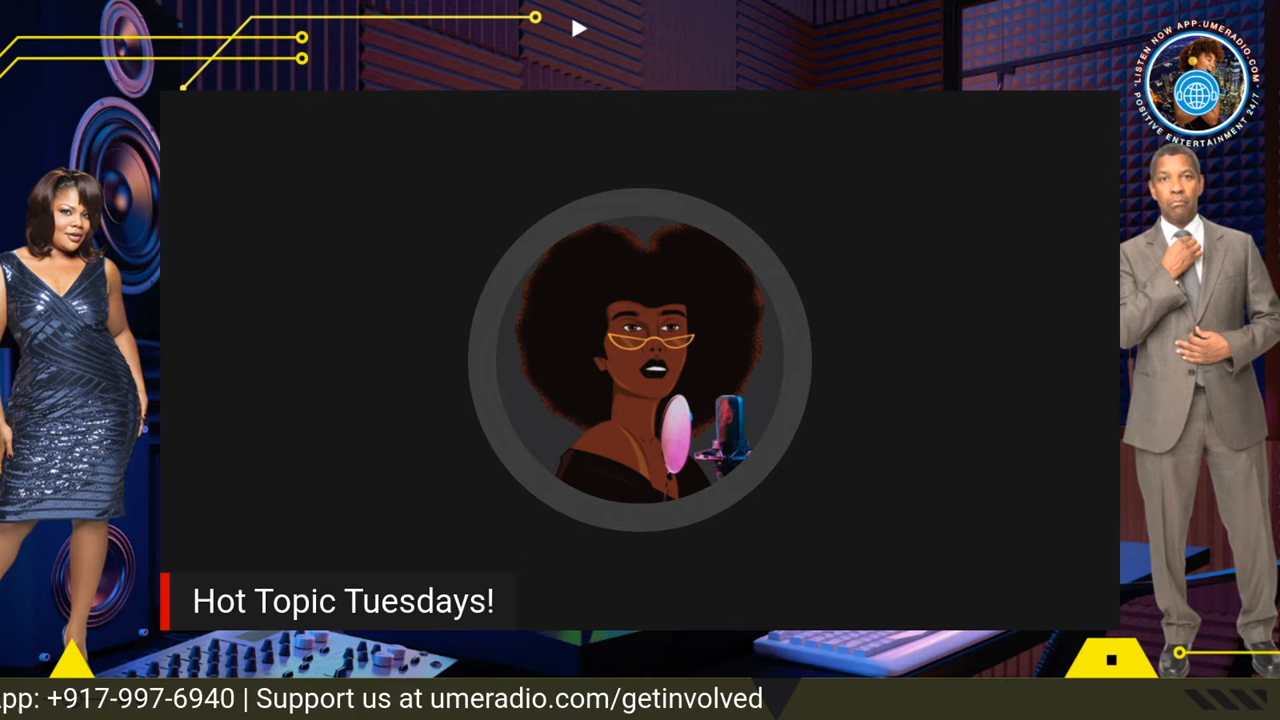 LISTEN NOW APP.UMERADIO.COM
POSITIVE ENTERTAINMENT 24/7
Hot Topic Tuesdays!
pp: +917-997-6940 | Support us at umeradio.com/getinvolved